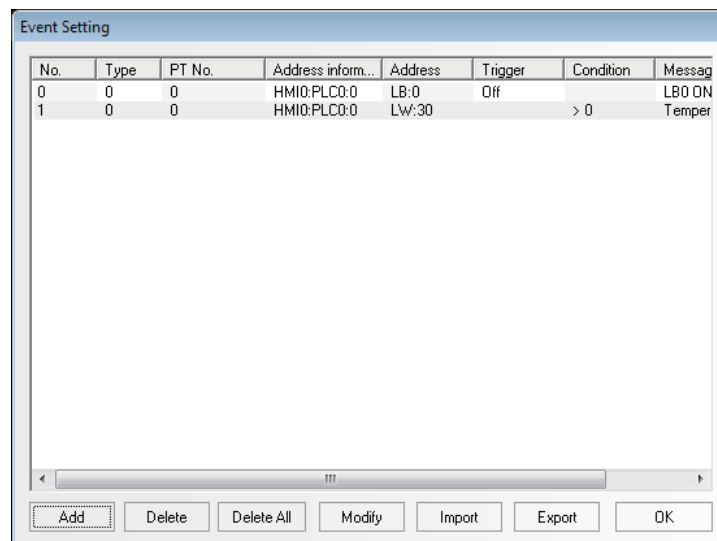 Event Setting
No. Type PT No. Address inform... Address Trigger Condition Messag
0 0 0 HMI0:PLC0:0 LB:0 Off LB0 ON
1 0 0 HMI0:PLC0:0 LW:30 > 0 Temper
Add Delete Delete All Modify Import Export OK